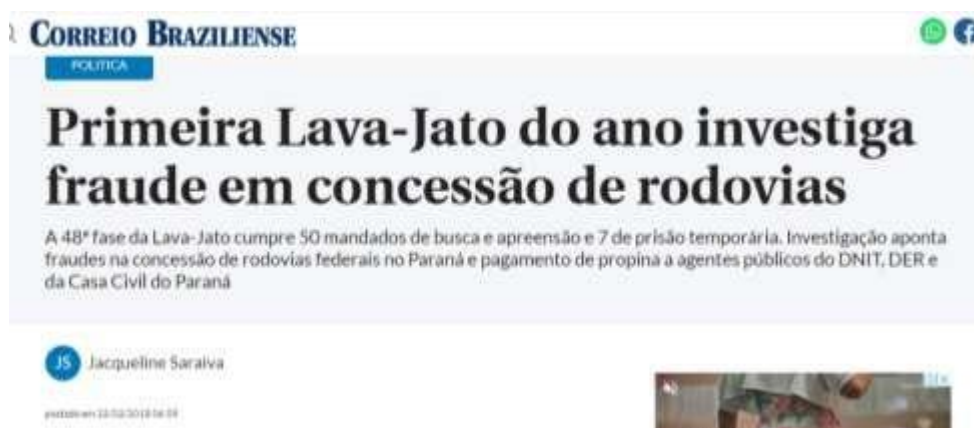 CORREIO BRAZILIENSE
POLÍTICA
Primeira Lava-Jato do ano investiga
fraude em concessão de rodovias
A 48ª fase da Lava-Jato cumpre 50 mandados de busca e apreensão e 7 de prisão temporária. Investigação aponta
fraudes na concessão de rodovias federais no Paraná e pagamento de propina a agentes públicos do DNIT, DER e
da Casa Civil do Paraná
JS Jacqueline Saraiva
postado em